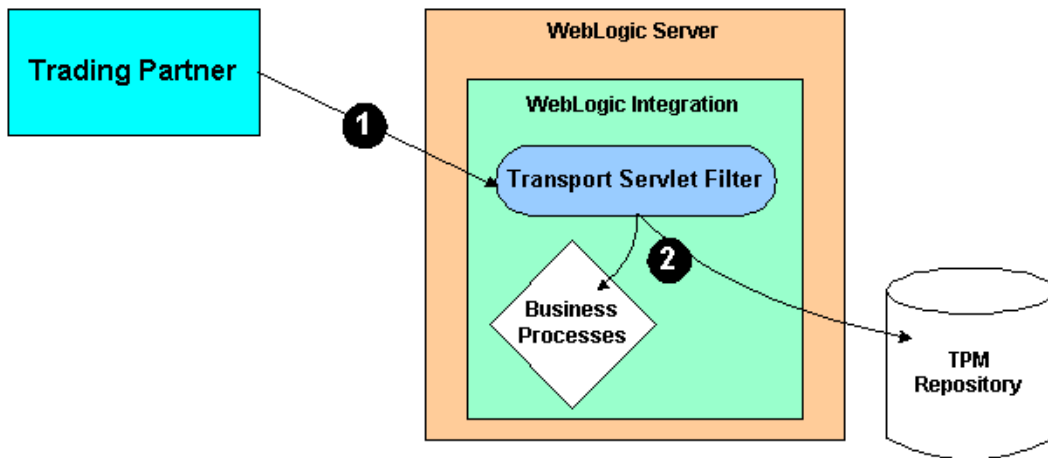 Trading Partner
WebLogic Server
WebLogic Integration
1
Transport Servlet Filter
2
Business
Processes
TPM
Repository